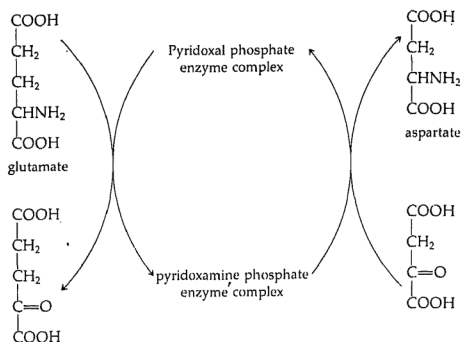 COOH
CH2
CH2
CHNH2
COOH
glutamate
Pyridoxal phosphate
enzyme complex
COOH
CH2
CHNH2
COOH
aspartate
COOH
CH2
CH2
C=O
COOH
pyridoxamine phosphate
enzyme complex
COOH
CH2
C=O
COOH